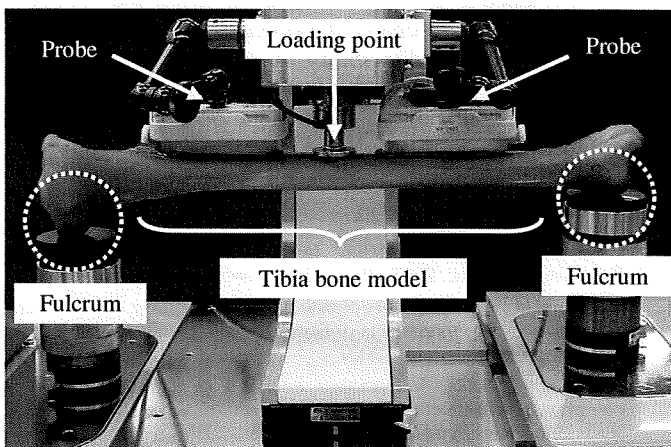 Probe
Loading point
Probe
Tibia bone model
Fulcrum
Fulcrum